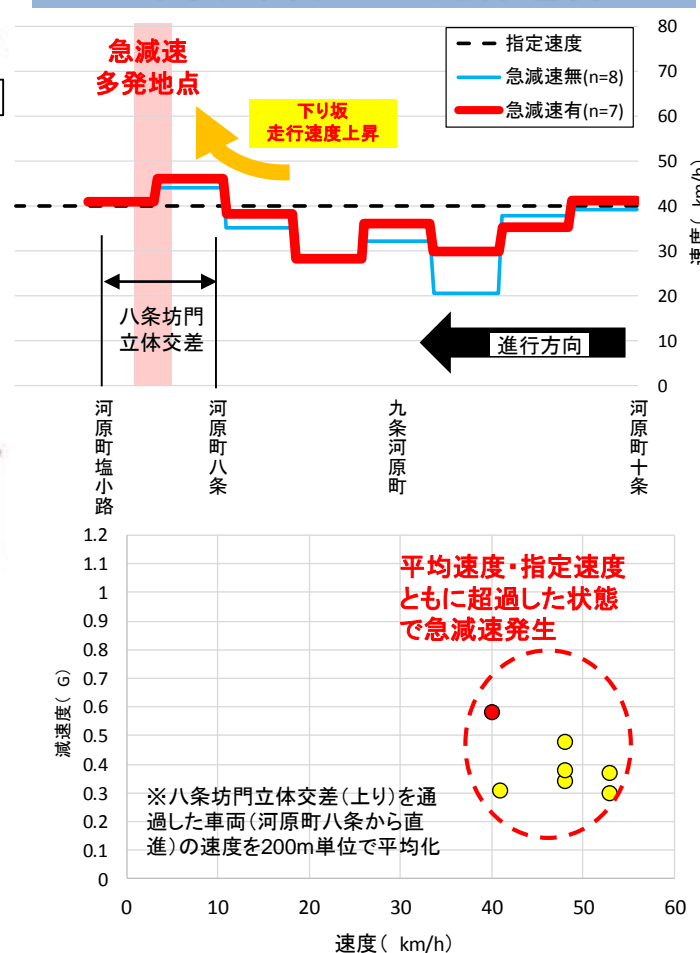 80
70
60
50
40
30
20
10
0
速度( km/h)
指定速度
急減速無(n=8)
急減速有(n=7)
急減速
多発地点
下り坂
走行速度上昇
八条坊門
立体交差
進行方向
河原町塩小路
河原町八条
九条河原町
河原町十条
1.2
1.1
1
0.9
0.8
0.7
0.6
0.5
0.4
0.3
0.2
0.1
0
減速度( G)
平均速度・指定速度
ともに超過した状態
で急減速発生
※八条坊門立体交差(上り)を通
過した車両(河原町八条から直
進)の速度を200m単位で平均化
0
10
20
30
40
50
60
速度( km/h)